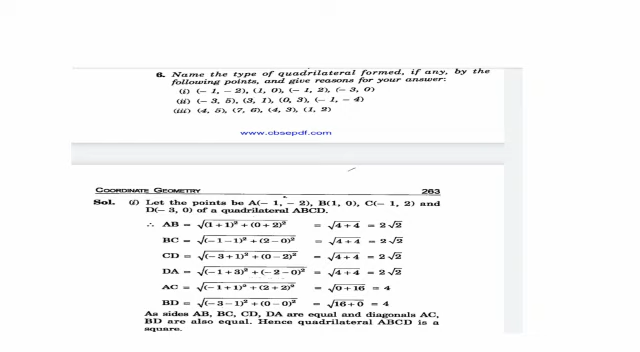 6. Name the type of quadrilateral formed, if any, by the
following points, and give reasons for your answer:
(i) (– 1, – 2), (1, 0), (– 1, 2), (– 3, 0)
(ii) (– 3, 5), (3, 1), (0, 3), (– 1, – 4)
(iii) (4, 5), (7, 6), (4, 3), (1, 2)
www.cbsepdf.com
COORDINATE GEOMETRY 263
Sol. (i) Let the points be A(– 1, – 2), B(1, 0), C(– 1, 2) and
D(– 3, 0) of a quadrilateral ABCD.
∴ AB = √(1 + 1)² + (0 + 2)² = √4 + 4 = 2√2
BC = √(– 1 – 1)² + (2 – 0)² = √4 + 4 = 2√2
CD = √(– 3 + 1)² + (0 – 2)² = √4 + 4 = 2√2
DA = √(– 1 + 3)² + (– 2 – 0)² = √4 + 4 = 2√2
AC = √(– 1 + 1)² + (2 + 2)² = √0 + 16 = 4
BD = √(– 3 – 1)² + (0 – 0)² = √16 + 0 = 4
As sides AB, BC, CD, DA are equal and diagonals AC,
BD are also equal. Hence quadrilateral ABCD is a
square.